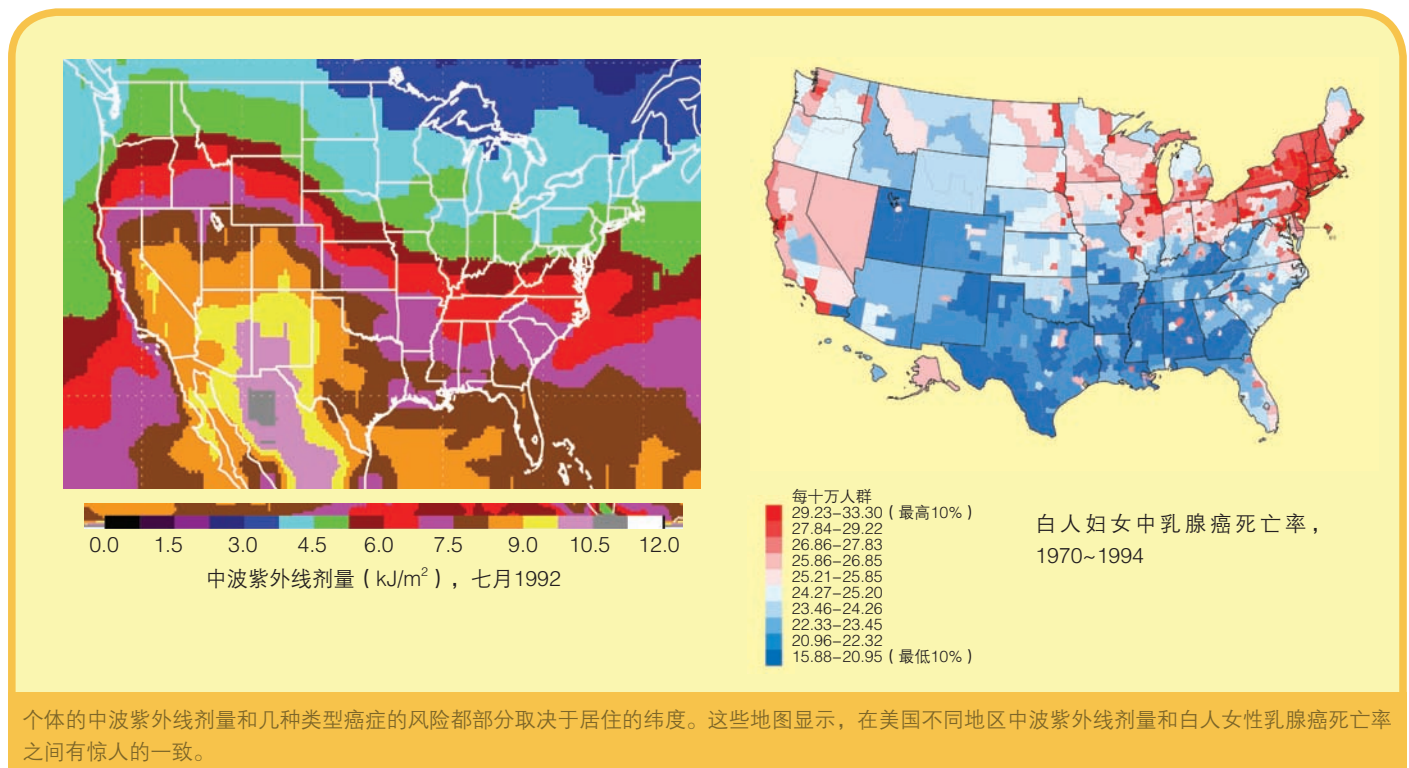 0.0 1.5 3.0 4.5 6.0 7.5 9.0 10.5 12.0
中波紫外线剂量（kJ/m²），七月1992
每十万人群
29.23–33.30（最高10%）
27.84–29.22
26.86–27.83
25.86–26.85
25.21–25.85
24.27–25.20
23.46–24.26
22.33–23.45
20.96–22.32
15.88–20.95（最低10%）
白人妇女中乳腺癌死亡率，
1970~1994
个体的中波紫外线剂量和几种类型癌症的风险都部分取决于居住的纬度。这些地图显示，在美国不同地区中波紫外线剂量和白人女性乳腺癌死亡率
之间有惊人的一致。